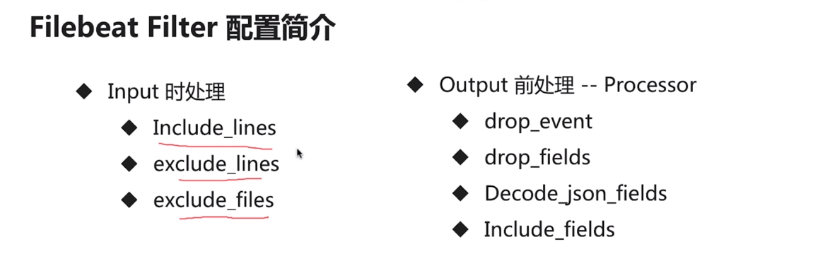 Filebeat Filter 配置简介
Input 时处理
Include_lines
exclude_lines
exclude_files
Output 前处理 -- Processor
drop_event
drop_fields
Decode_json_fields
Include_fields